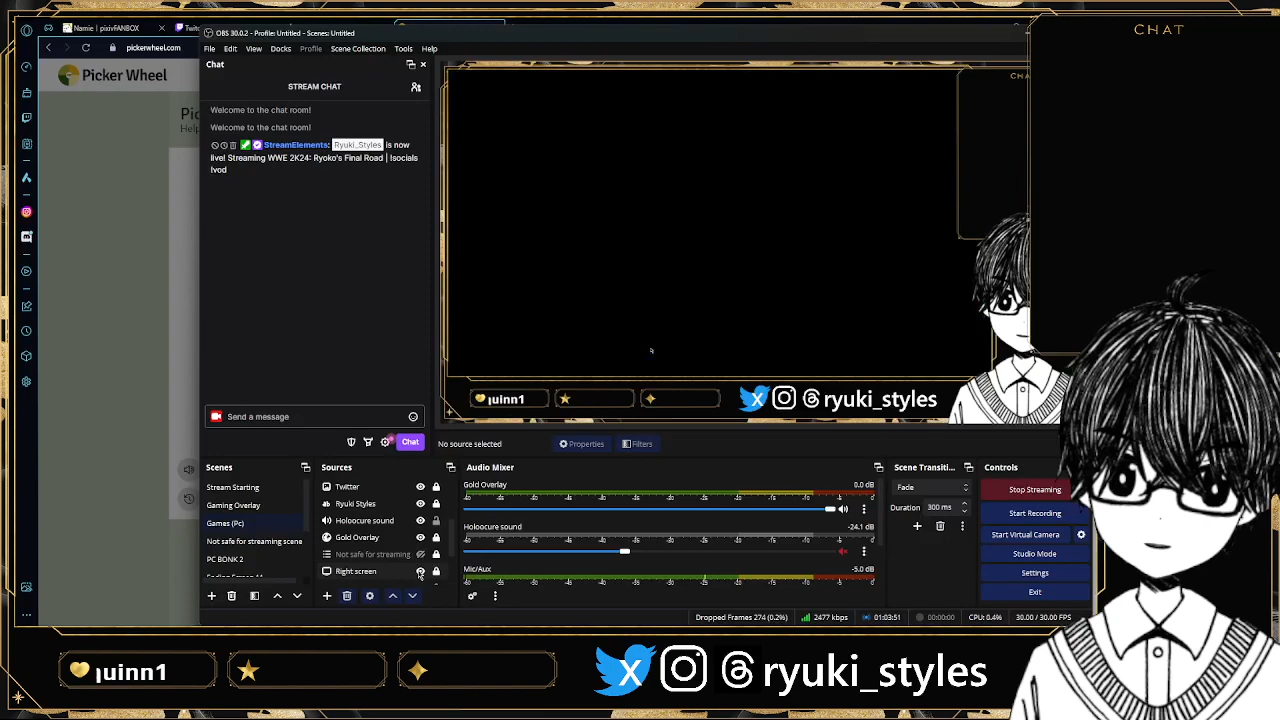 Namie | pixivFANBOX
OBS 30.0.2 - Profile: Untitled - Scenes: Untitled
CHAT
File Edit View Docks Profile Scene Collection Tools Help
pickerwheel.com
Chat
Picker Wheel
STREAM CHAT
Welcome to the chat room!
Welcome to the chat room!
StreamElements: Ryuki_Styles is now
live! Streaming WWE 2K24: Ryoko's Final Road | !socials
!vod
Send a message
Chat
ɿuinn1
ryuki_styles
No source selected Properties Filters
Scenes
Stream Starting
Gaming Overlay
Games (Pc)
Not safe for streaming scene
PC BONK 2
Sources
Twitter
Ryuki Styles
Holoocure sound
Gold Overlay
Not safe for streaming
Right screen
Audio Mixer
Gold Overlay 0.0 dB
Holoocure sound -24.1 dB
Mic/Aux -5.0 dB
Scene Transiti...
Fade
Duration 300 ms
Controls
Stop Streaming
Start Recording
Start Virtual Camera
Studio Mode
Settings
Exit
Dropped Frames 274 (0.2%) 2477 kbps 01:03:51 00:00:00 CPU: 0.4% 30.00 / 30.00 FPS
ɿuinn1
ryuki_styles